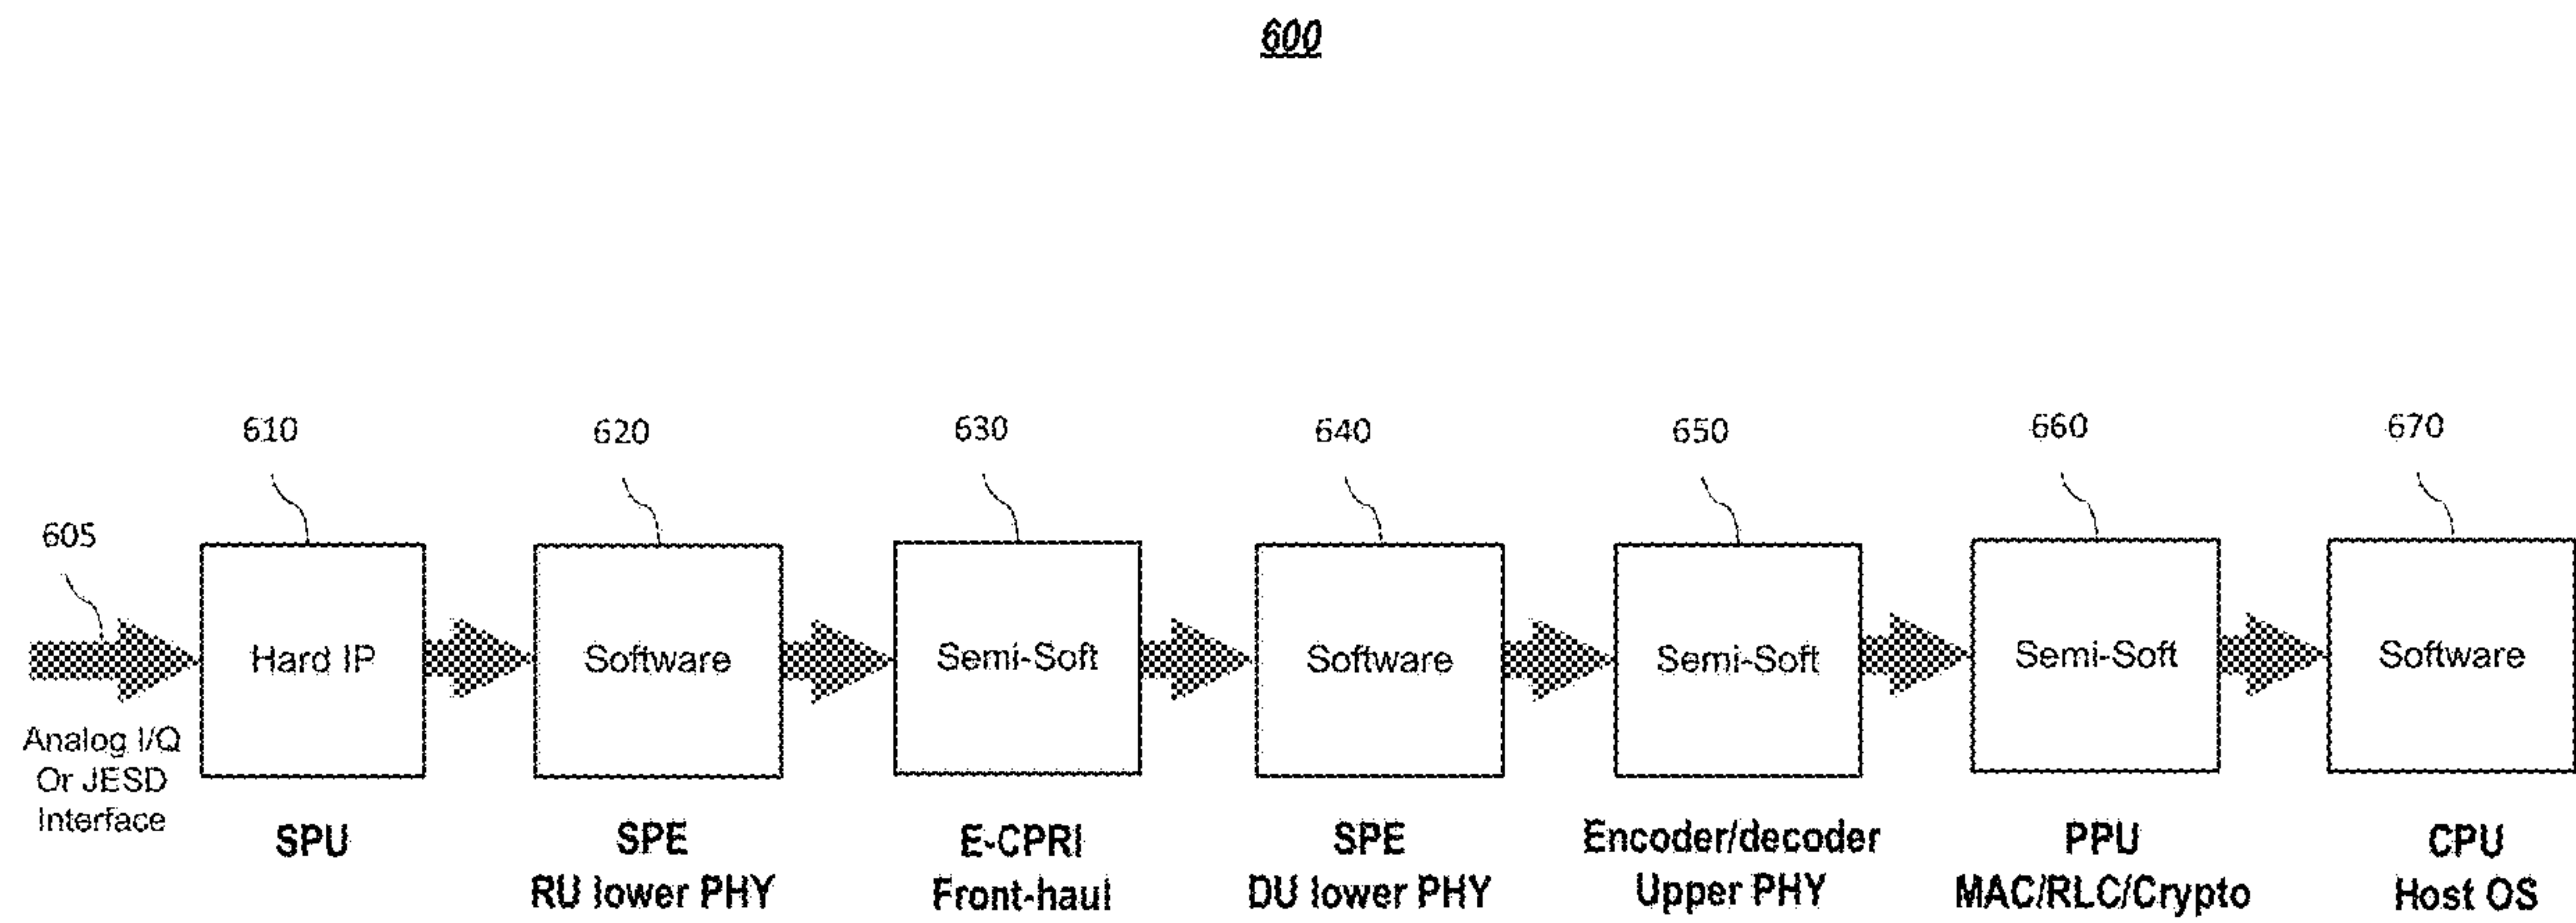 600
610
620
630
640
650
660
670
605
Hard IP
Software
Semi-Soft
Software
Semi-Soft
Semi-Soft
Software
Analog I/Q
Or JESD
Interface
SPU
SPE
RU lower PHY
E-CPRI
Front-haul
SPE
DU lower PHY
Encoder/decoder
Upper PHY
PPU
MAC/RLC/Crypto
CPU
Host OS